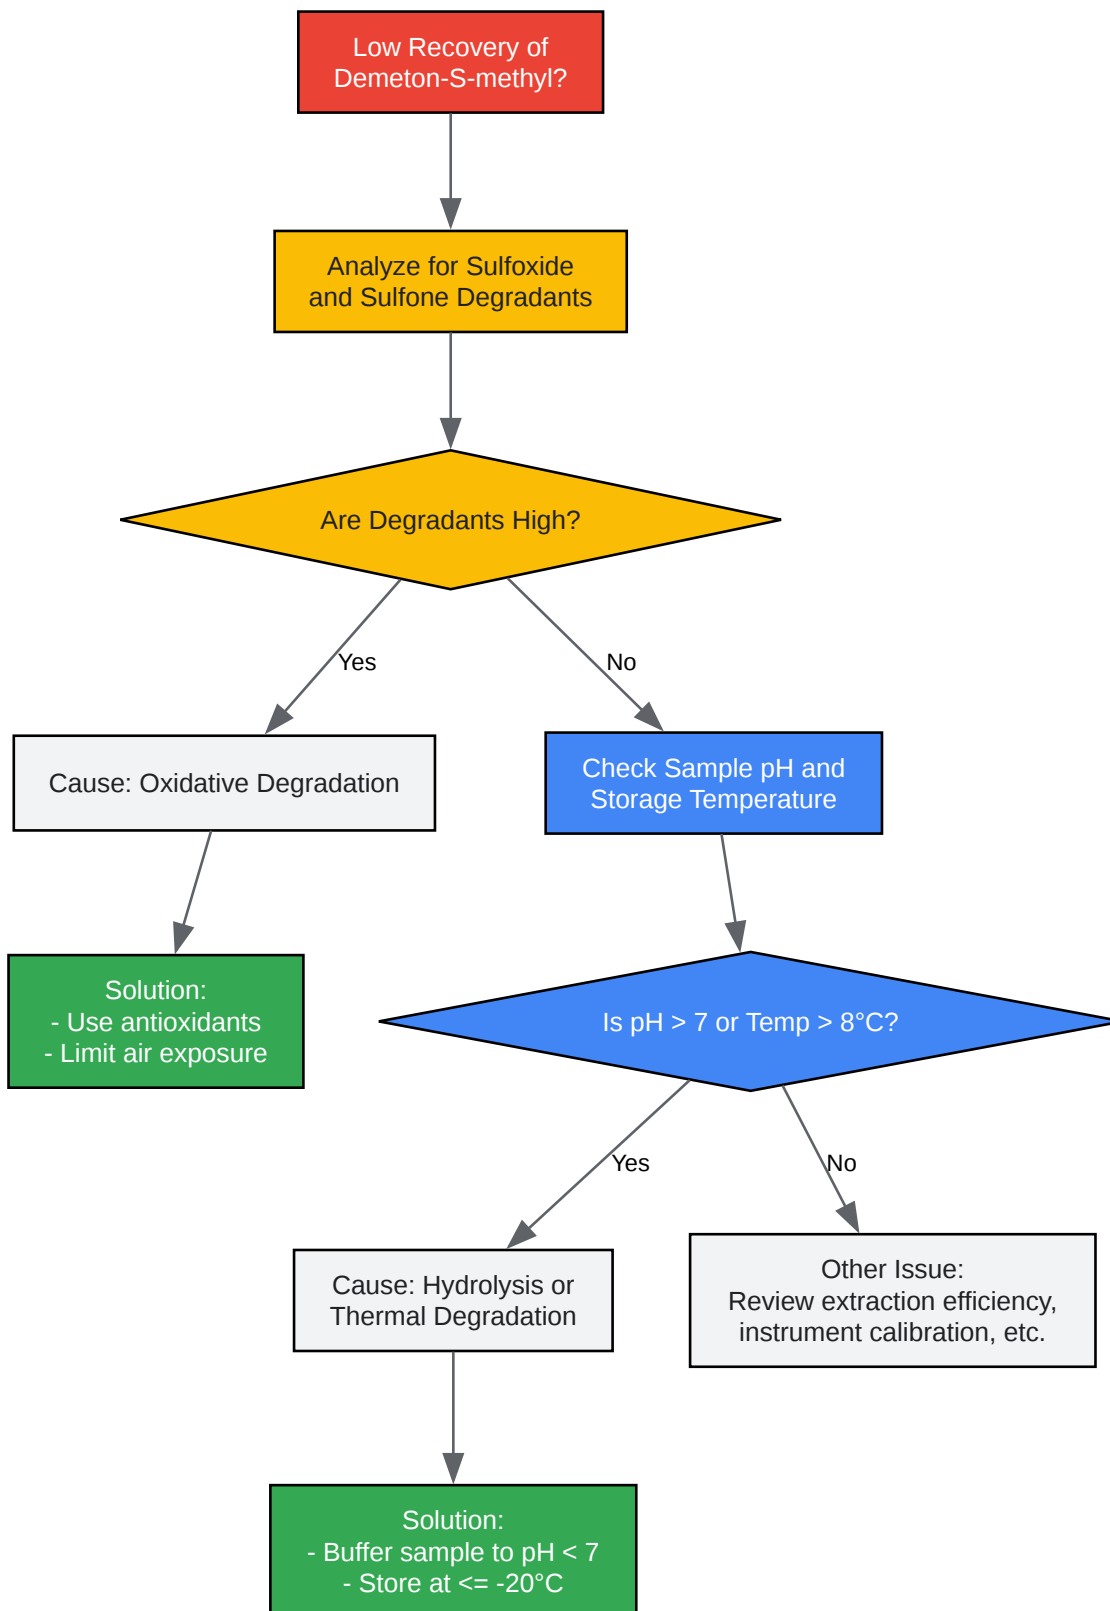 Low Recovery of
Demeton-S-methyl?
Analyze for Sulfoxide
and Sulfone Degradants
Are Degradants High?
Yes
No
Cause: Oxidative Degradation
Check Sample pH and
Storage Temperature
Solution:
- Use antioxidants
- Limit air exposure
Is pH > 7 or Temp > 8°C?
Yes
No
Cause: Hydrolysis or
Thermal Degradation
Other Issue:
Review extraction efficiency,
instrument calibration, etc.
Solution:
- Buffer sample to pH < 7
- Store at <= -20°C